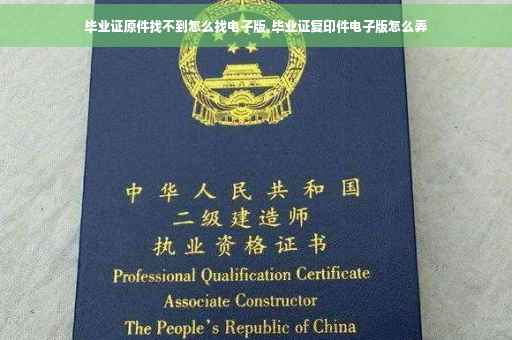 毕业证原件找不到怎么找电子版,毕业证复印件电子版怎么弄
中华人民共和国
二级建造师
执业资格证书
Professional Qualification Certificate
Associate Constructor
The People's Republic of China